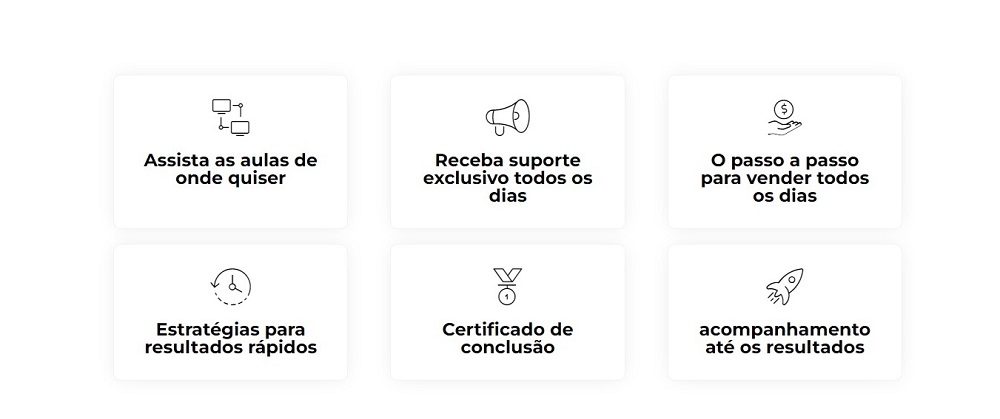 Assista as aulas de
onde quiser
Receba suporte
exclusivo todos os
dias
$
O passo a passo
para vender todos
os dias
Estratégias para
resultados rápidos
1
Certificado de
conclusão
acompanhamento
até os resultados